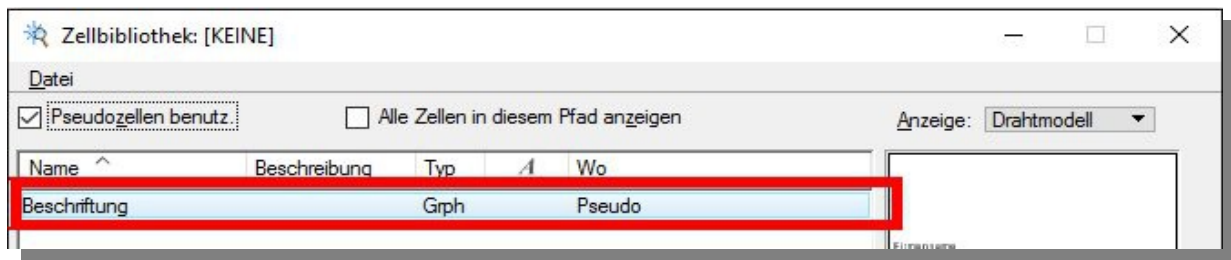 Zellbibliothek: [KEINE]
Datei
Pseudozellen benutz. Alle Zellen in diesem Pfad anzeigen Anzeige: Drahtmodell
Name Beschreibung Typ A Wo
Beschriftung Grph Pseudo